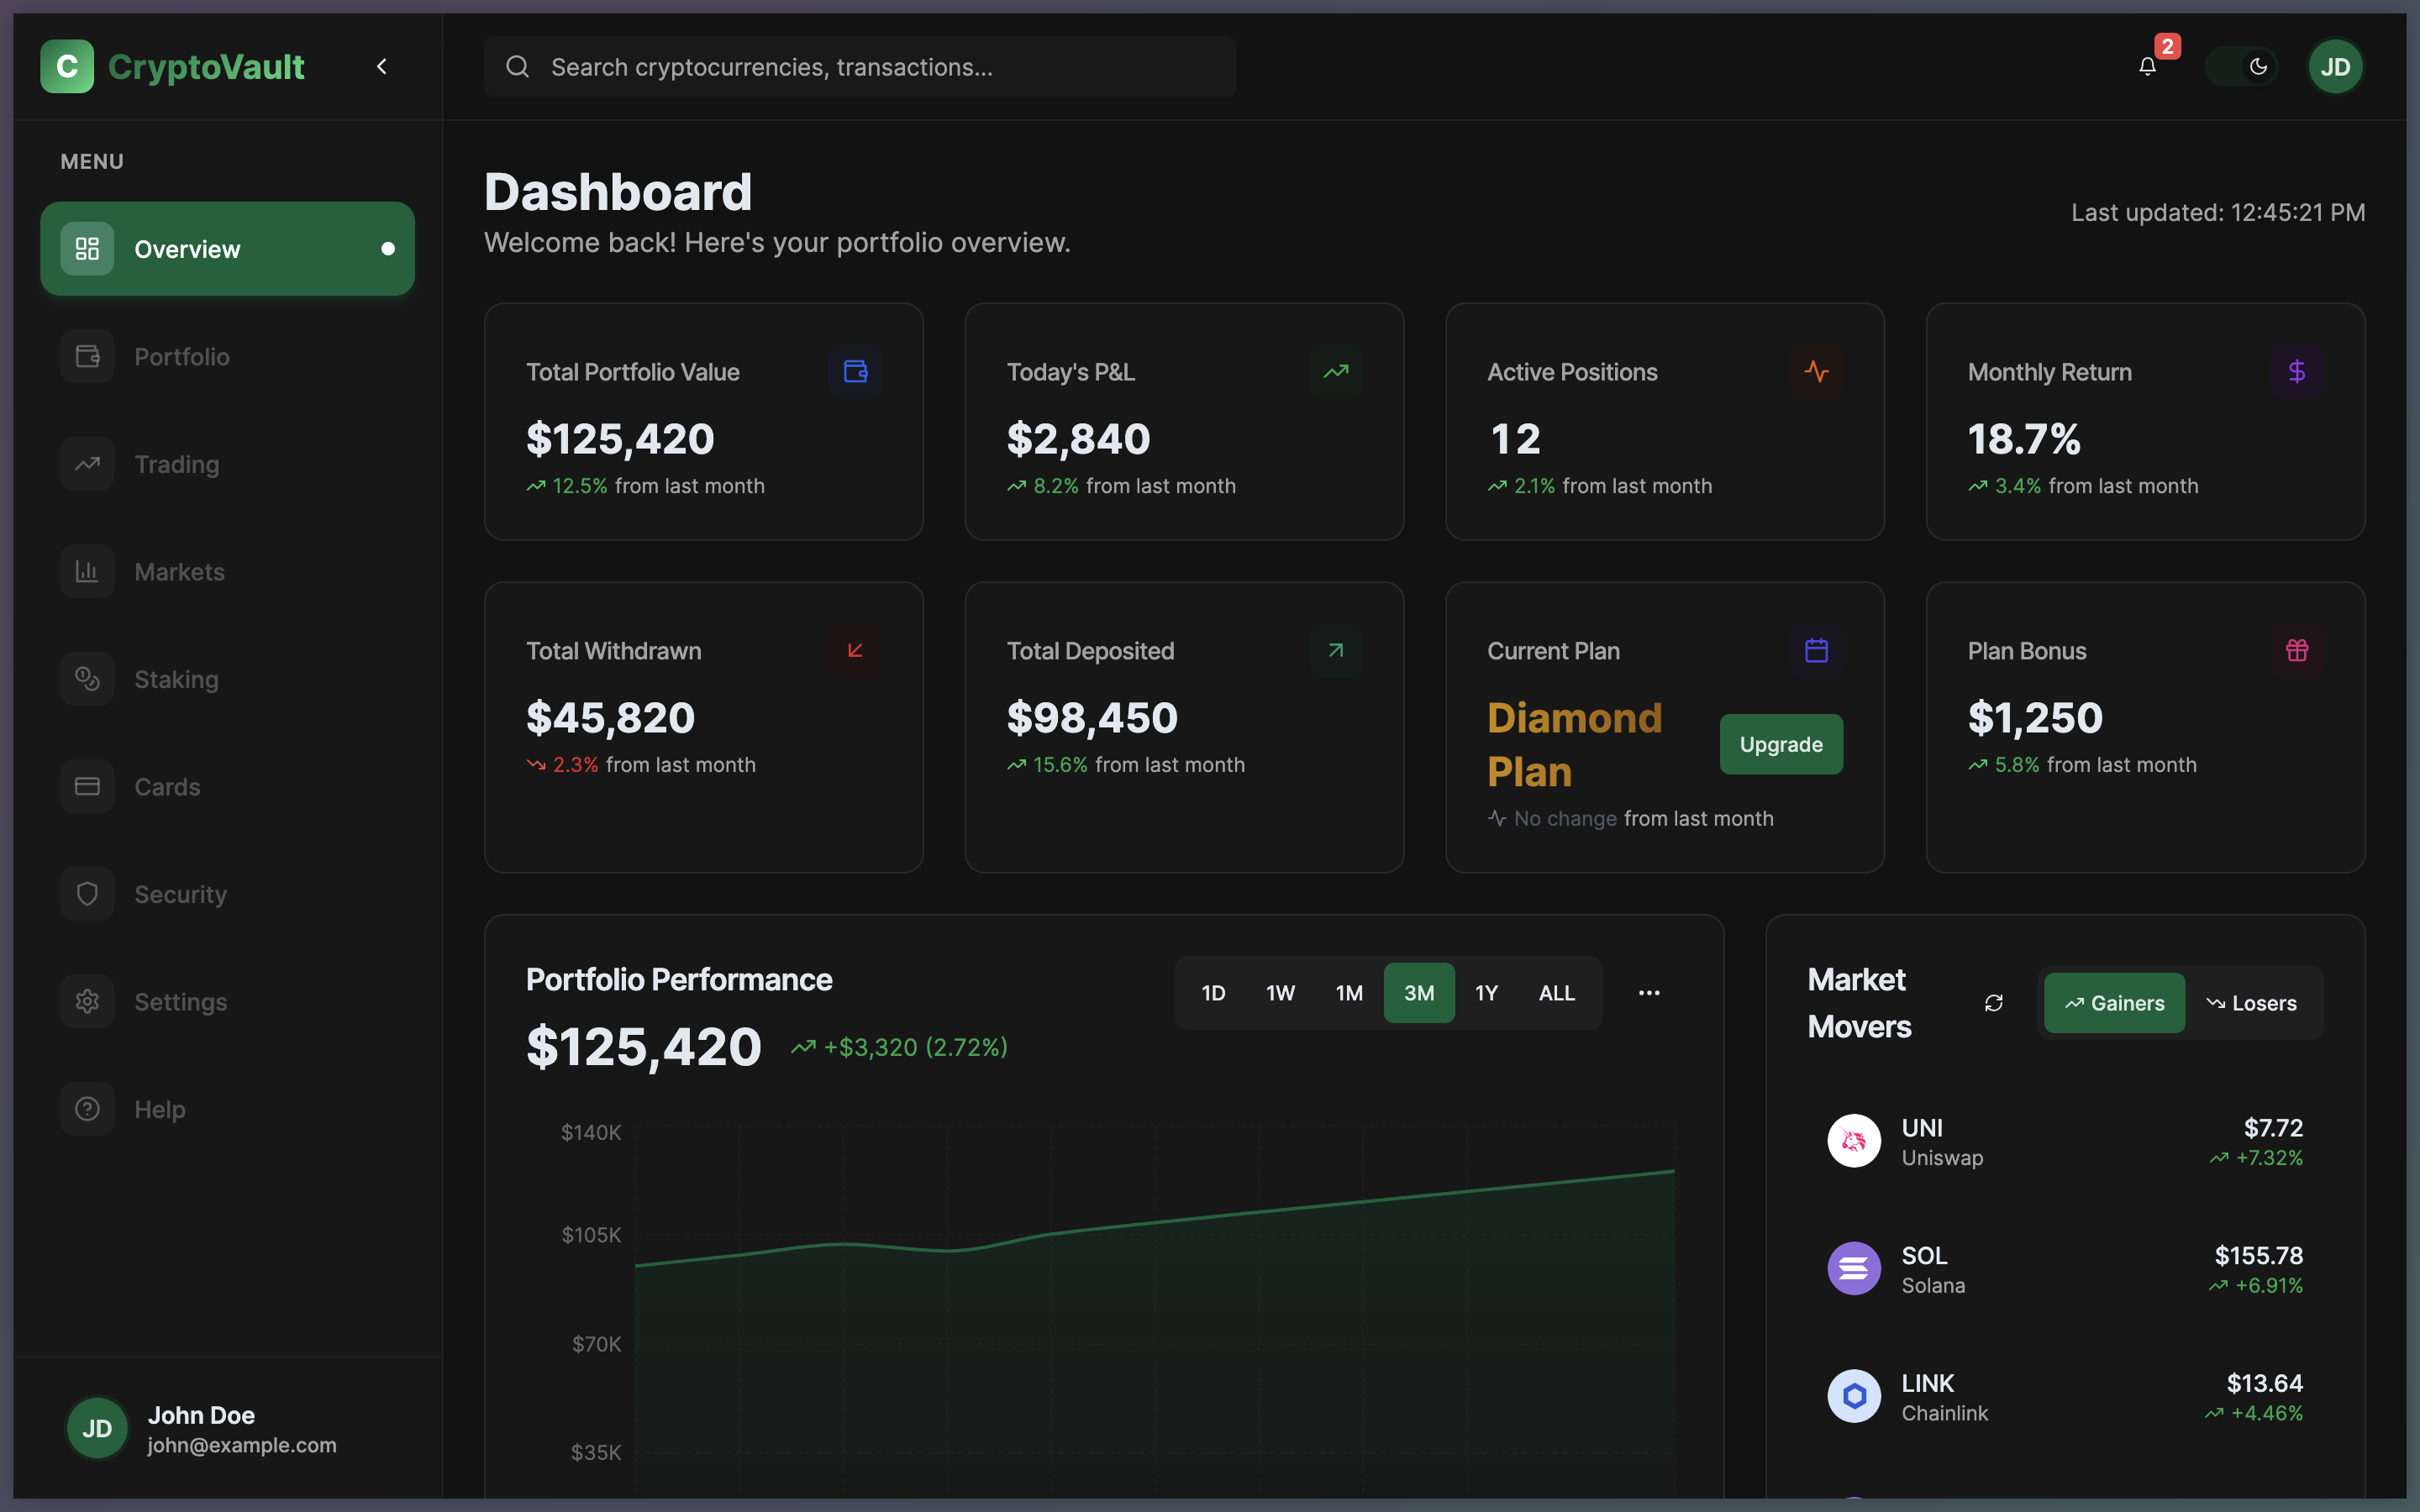 C CryptoVault
Search cryptocurrencies, transactions...
2
JD
MENU
Overview
Portfolio
Trading
Markets
Staking
Cards
Security
Settings
Help
JD
John Doe
john@example.com
Dashboard
Welcome back! Here's your portfolio overview.
Last updated: 12:45:21 PM
Total Portfolio Value
$125,420
12.5% from last month
Today's P&L
$2,840
8.2% from last month
Active Positions
12
2.1% from last month
Monthly Return
18.7%
3.4% from last month
Total Withdrawn
$45,820
2.3% from last month
Total Deposited
$98,450
15.6% from last month
Current Plan
Diamond
Plan
Upgrade
No change from last month
Plan Bonus
$1,250
5.8% from last month
Portfolio Performance
$125,420 +$3,320 (2.72%)
1D 1W 1M 3M 1Y ALL
$140K
$105K
$70K
$35K
Market
Movers
Gainers Losers
UNI $7.72
Uniswap +7.32%
SOL $155.78
Solana +6.91%
LINK $13.64
Chainlink +4.46%